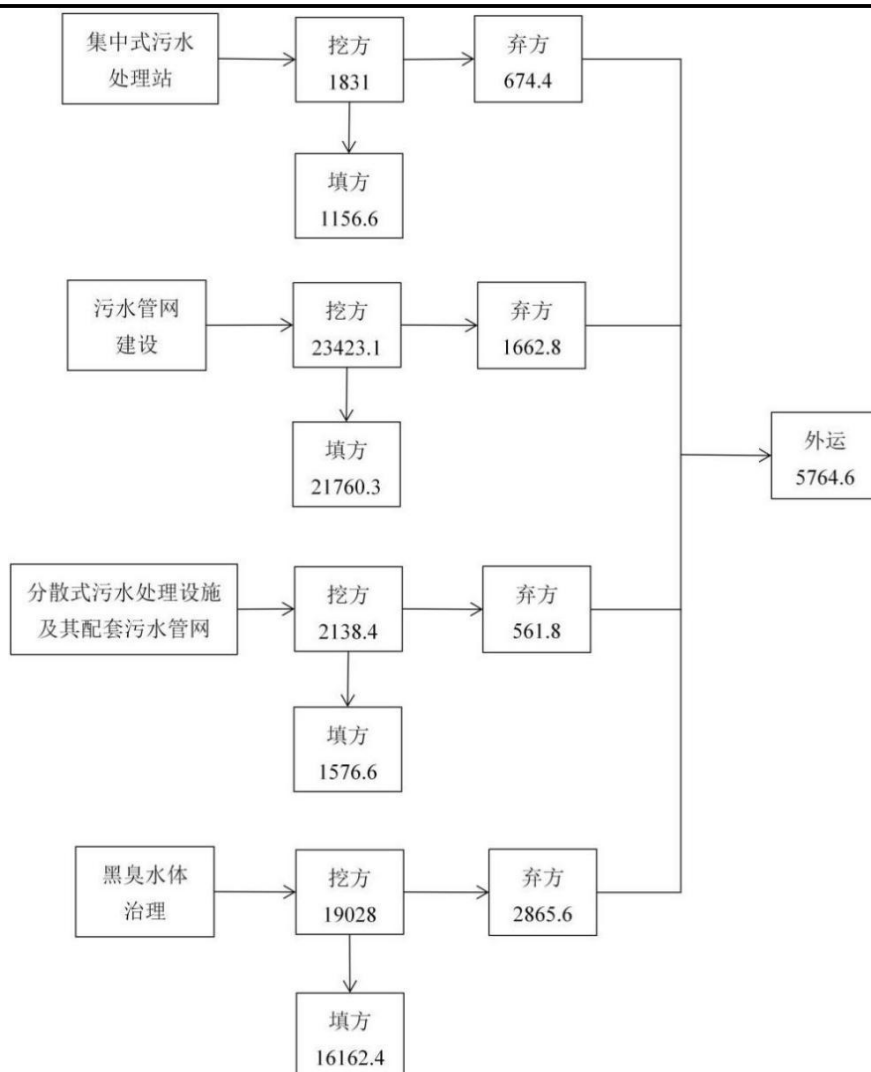 集中式污水
处理站
挖方
1831
弃方
674.4
填方
1156.6
污水管网
建设
挖方
23423.1
弃方
1662.8
填方
21760.3
外运
5764.6
分散式污水处理设施
及其配套污水管网
挖方
2138.4
弃方
561.8
填方
1576.6
黑臭水体
治理
挖方
19028
弃方
2865.6
填方
16162.4